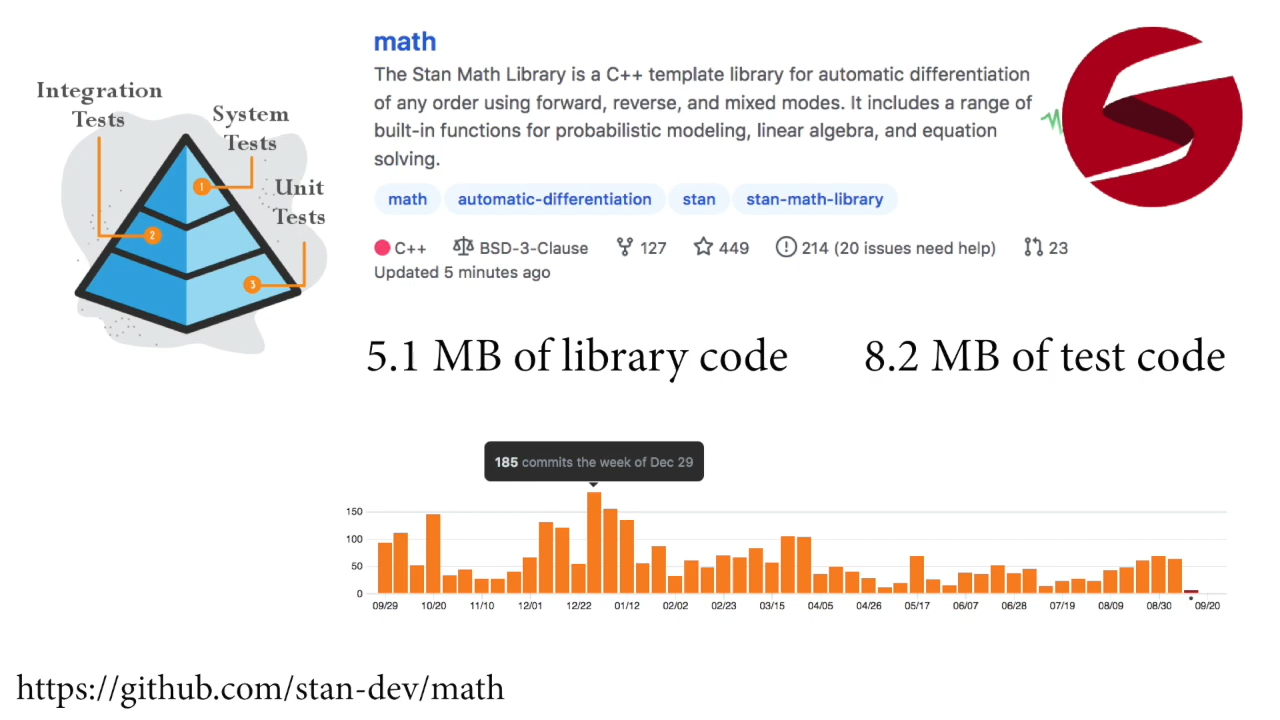 Integration
Tests
System
Tests
Unit
Tests
1
2
3
math
The Stan Math Library is a C++ template library for automatic differentiation
of any order using forward, reverse, and mixed modes. It includes a range of
built-in functions for probabilistic modeling, linear algebra, and equation
solving.
math automatic-differentiation stan stan-math-library
C++ BSD-3-Clause 127 449 214 (20 issues need help) 23
Updated 5 minutes ago
5.1 MB of library code 8.2 MB of test code
185 commits the week of Dec 29
150
100
50
0
09/29 10/20 11/10 12/01 12/22 01/12 02/02 02/23 03/15 04/05 04/26 05/17 06/07 06/28 07/19 08/09 08/30 09/20
https://github.com/stan-dev/math